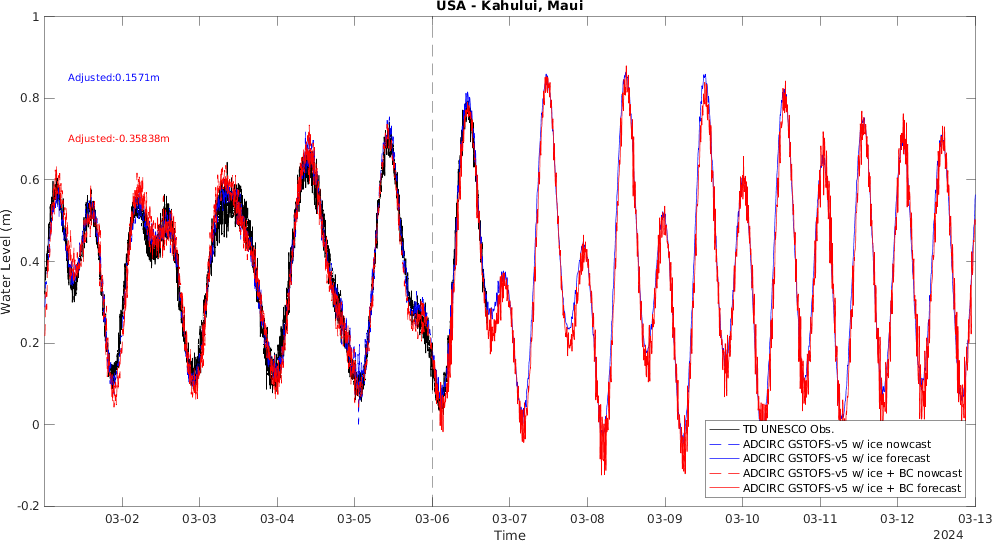 USA - Kahului, Maui
Adjusted:0.1571m
Adjusted:-0.35838m
Water Level (m)
1
0.8
0.6
0.4
0.2
0
-0.2
TD UNESCO Obs.
ADCIRC GSTOFS-v5 w/ ice nowcast
ADCIRC GSTOFS-v5 w/ ice forecast
ADCIRC GSTOFS-v5 w/ ice + BC nowcast
ADCIRC GSTOFS-v5 w/ ice + BC forecast
03-02 03-03 03-04 03-05 03-06 03-07 03-08 03-09 03-10 03-11 03-12 03-13
Time
2024